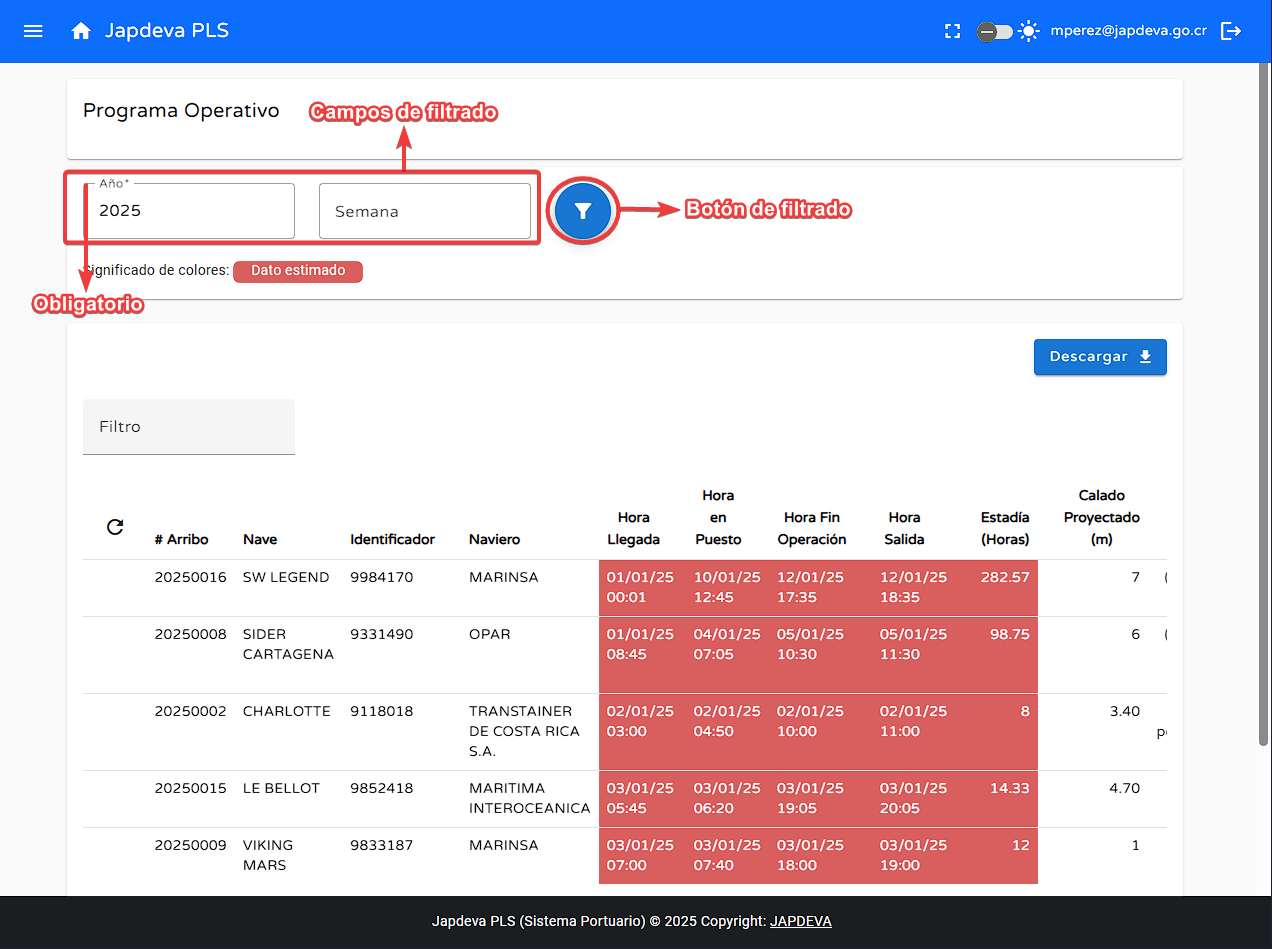 Japdeva PLS
mperez@japdeva.go.cr
Programa Operativo
Campos de filtrado
Año*
2025
Semana
Botón de filtrado
Significado de colores: Dato estimado
Obligatorio
Descargar
Filtro
# Arribo Nave Identificador Naviero Hora Llegada Hora en Puesto Hora Fin Operación Hora Salida Estadía (Horas) Calado Proyectado (m)
20250016 SW LEGEND 9984170 MARINSA 01/01/25 10/01/25 12/01/25 12/01/25 282.57 7 (
00:01 12:45 17:35 18:35
20250008 SIDER 9331490 OPAR 01/01/25 04/01/25 05/01/25 05/01/25 98.75 6 (
CARTAGENA 08:45 07:05 10:30 11:30
20250002 CHARLOTTE 9118018 TRANSTAINER 02/01/25 02/01/25 02/01/25 02/01/25 8 3.40
DE COSTA RICA 03:00 04:50 10:00 11:00
S.A.
20250015 LE BELLOT 9852418 MARITIMA 03/01/25 03/01/25 03/01/25 03/01/25 14.33 4.70
INTEROCEANICA 05:45 06:20 19:05 20:05
20250009 VIKING 9833187 MARINSA 03/01/25 03/01/25 03/01/25 03/01/25 12 1
MARS 07:00 07:40 18:00 19:00
Japdeva PLS (Sistema Portuario) © 2025 Copyright: JAPDEVA